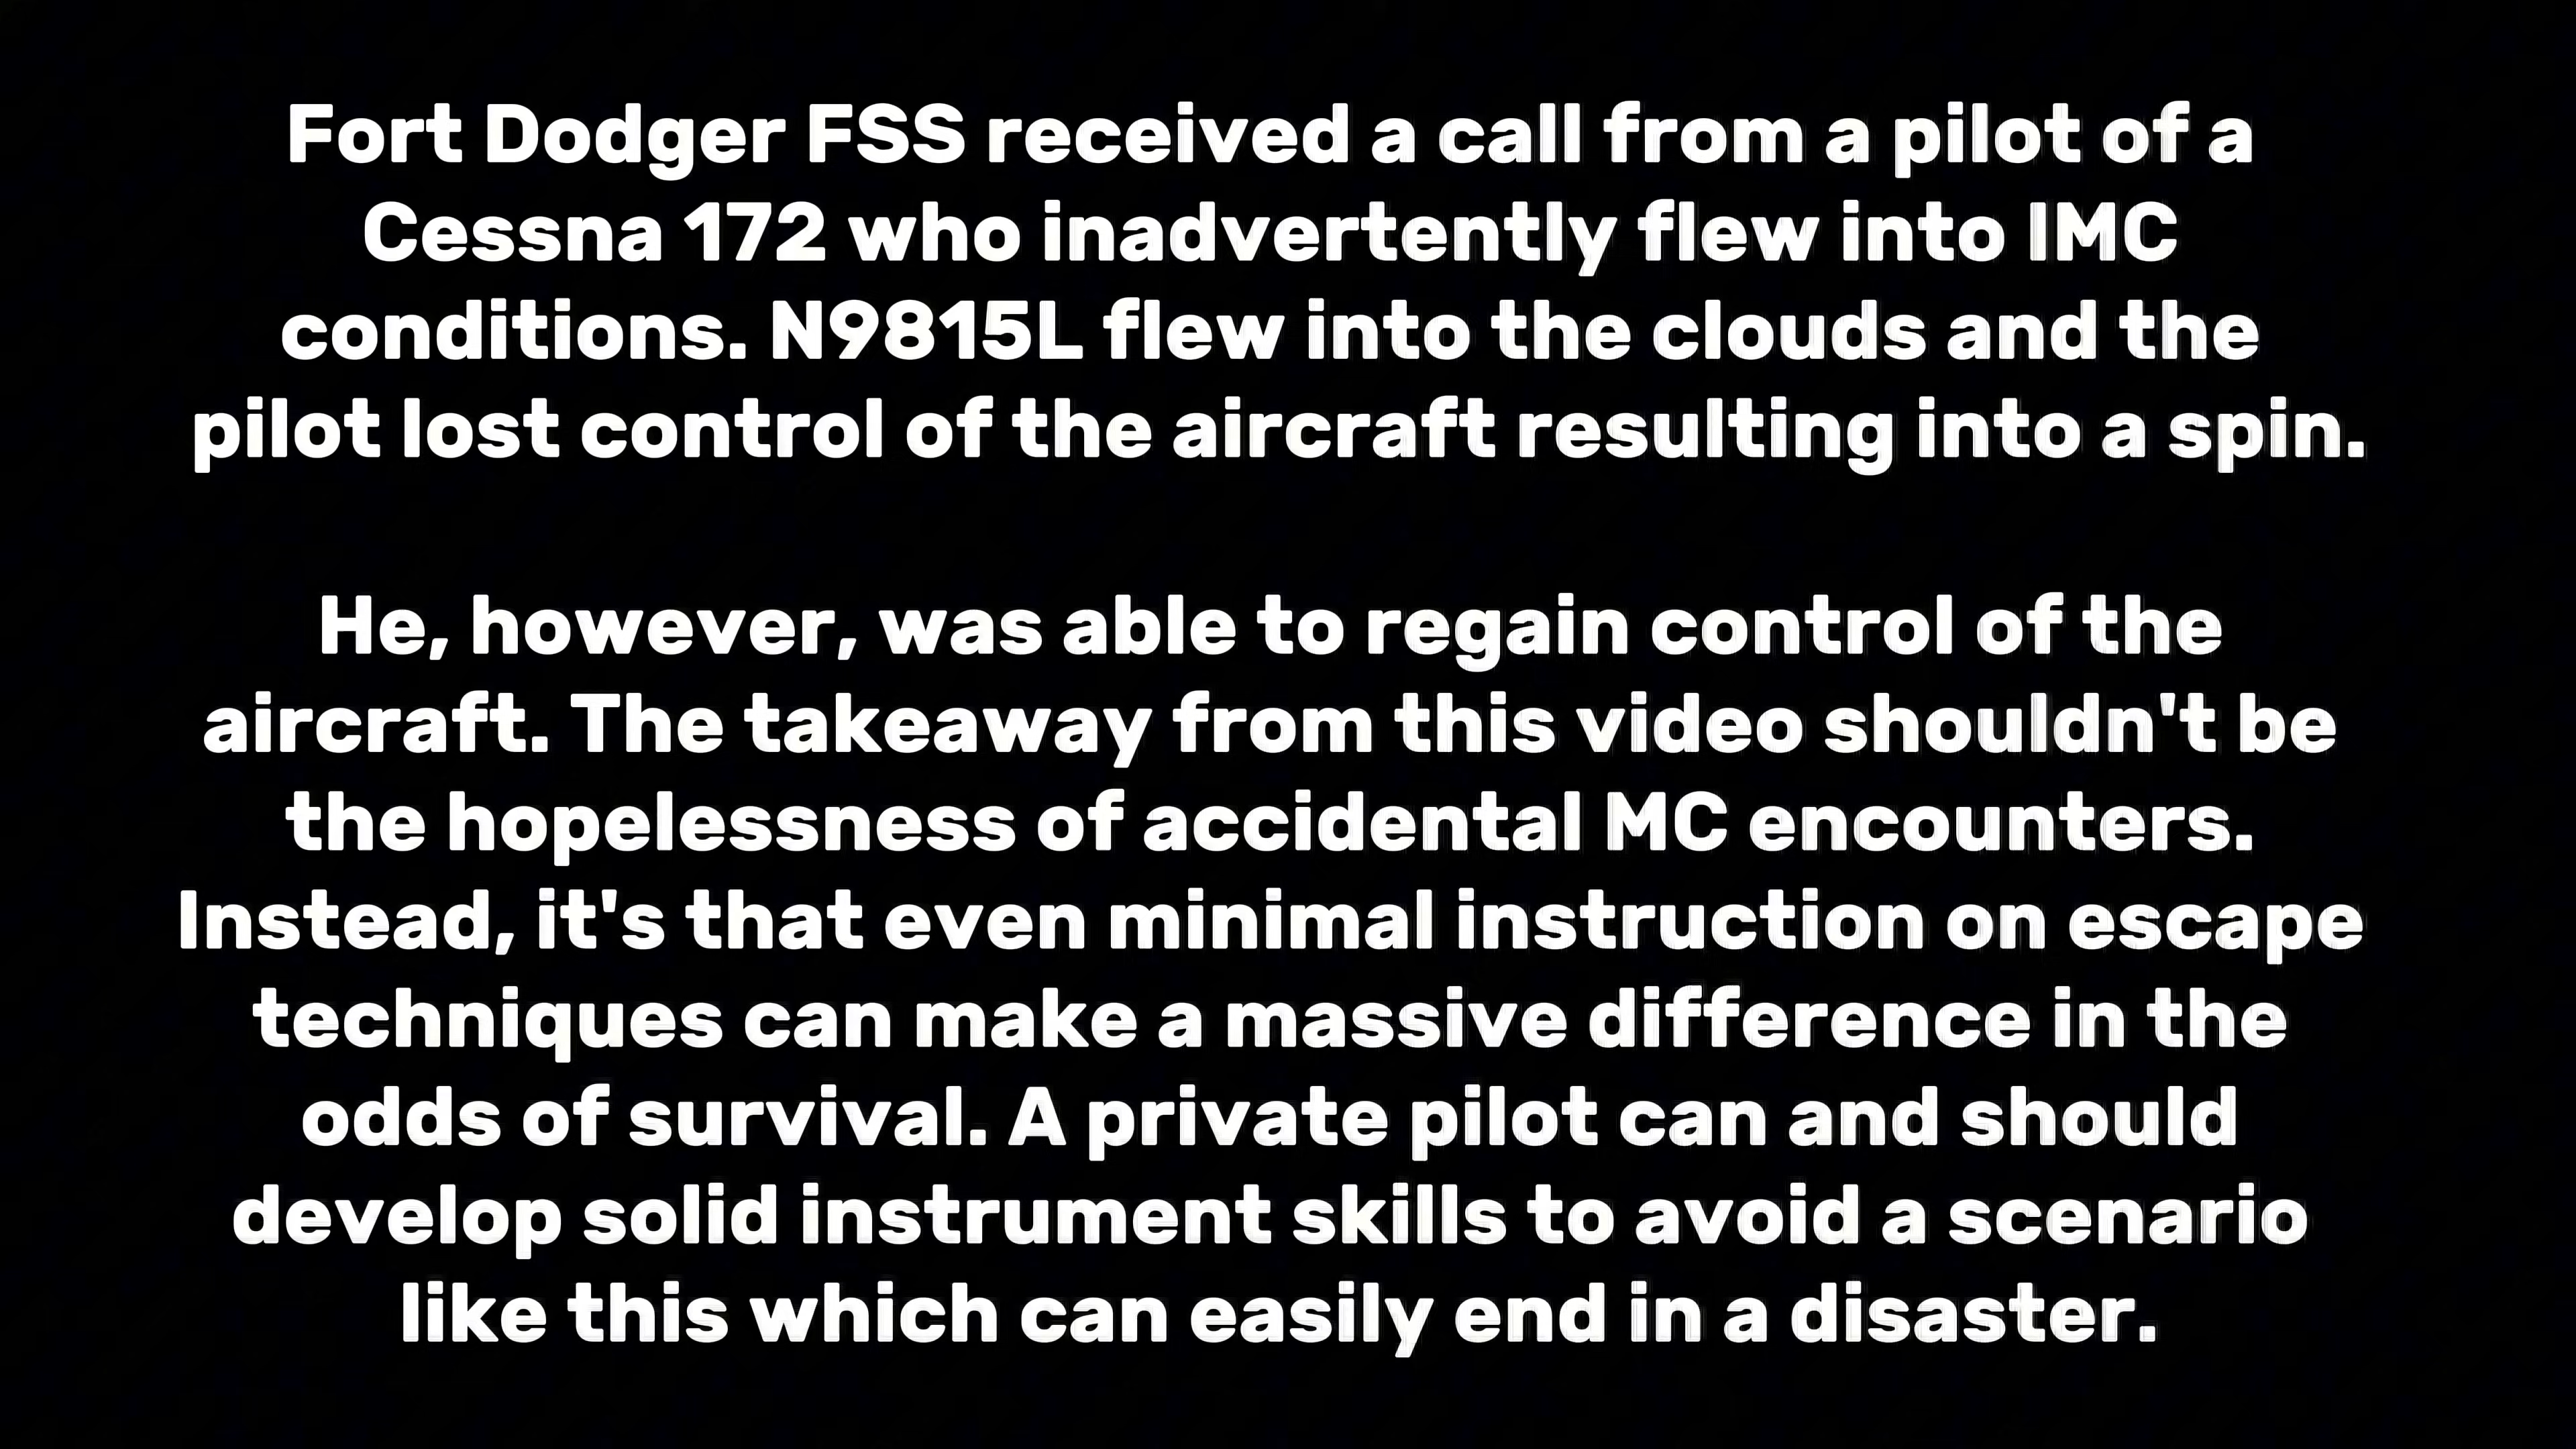 Fort Dodger FSS received a call from a pilot of a
Cessna 172 who inadvertently flew into IMC
conditions. N9815L flew into the clouds and the
pilot lost control of the aircraft resulting into a spin.
He, however, was able to regain control of the
aircraft. The takeaway from this video shouldn't be
the hopelessness of accidental MC encounters.
Instead, it's that even minimal instruction on escape
techniques can make a massive difference in the
odds of survival. A private pilot can and should
develop solid instrument skills to avoid a scenario
like this which can easily end in a disaster.